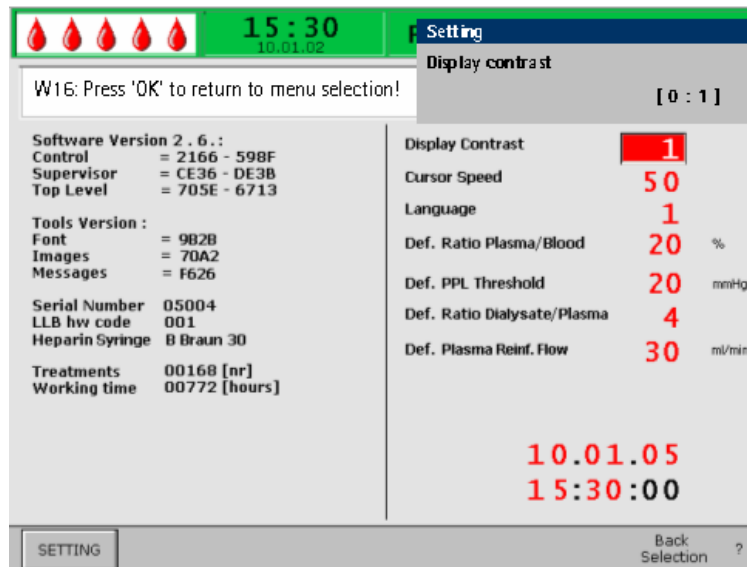 15:30
10.01.02
Setting
Display contrast
[0:1]
W16: Press 'OK' to return to menu selection!
Software Version 2.6.:
Control = 2166 - 598F
Supervisor = CE36 - DE3B
Top Level = 705E - 6713
Tools Version :
Font = 9B2B
Images = 70A2
Messages = F626
Serial Number 05004
LLB hw code 001
Heparin Syringe B Braun 30
Treatments 00168 [nr]
Working time 00772 [hours]
Display Contrast 1
Cursor Speed 50
Language 1
Def. Ratio Plasma/Blood 20 %
Def. PPL Threshold 20 mmHg
Def. Ratio Dialysate/Plasma 4
Def. Plasma Reinf. Flow 30 ml/min
10.01.05
15:30:00
SETTING
Back
Selection
?